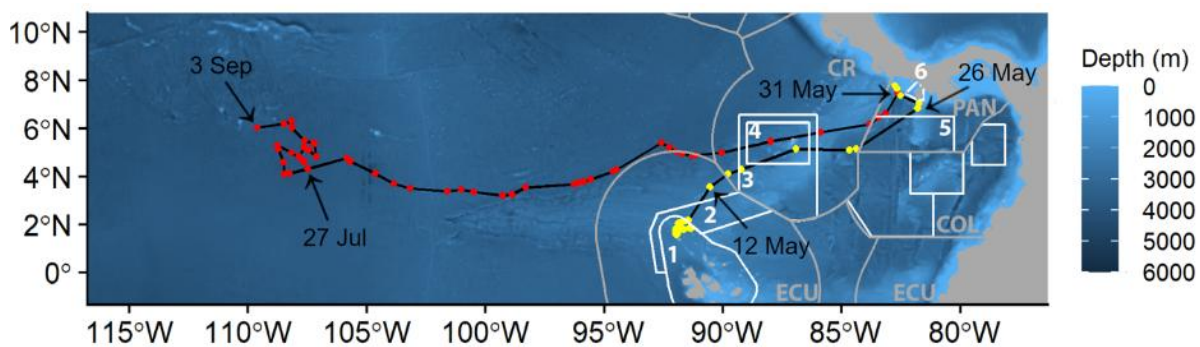 10°N
8°N
6°N
4°N
2°N
0°
115°W
110°W
105°W
100°W
95°W
90°W
85°W
80°W
3 Sep
27 Jul
12 May
31 May
26 May
CR
PAN
COL
ECU
ECU
1
2
3
4
5
6
Depth (m)
0
1000
2000
3000
4000
5000
6000